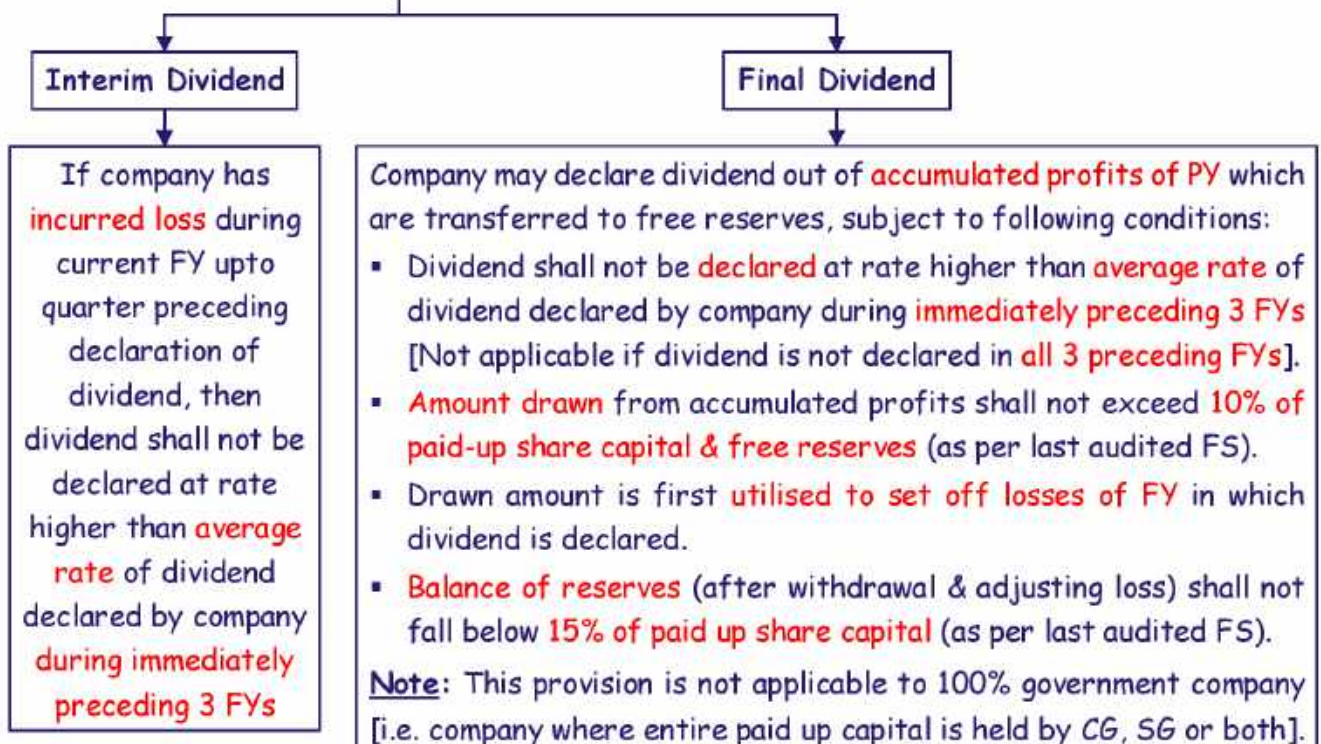 Interim Dividend
Final Dividend
If company has
incurred loss during
current FY upto
quarter preceding
declaration of
dividend, then
dividend shall not be
declared at rate
higher than average
rate of dividend
declared by company
during immediately
preceding 3 FYs
Company may declare dividend out of accumulated profits of PY which
are transferred to free reserves, subject to following conditions:
▪ Dividend shall not be declared at rate higher than average rate of
dividend declared by company during immediately preceding 3 FYs
[Not applicable if dividend is not declared in all 3 preceding FYs].
▪ Amount drawn from accumulated profits shall not exceed 10% of
paid-up share capital & free reserves (as per last audited FS).
▪ Drawn amount is first utilised to set off losses of FY in which
dividend is declared.
▪ Balance of reserves (after withdrawal & adjusting loss) shall not
fall below 15% of paid up share capital (as per last audited FS).
Note: This provision is not applicable to 100% government company
[i.e. company where entire paid up capital is held by CG, SG or both].